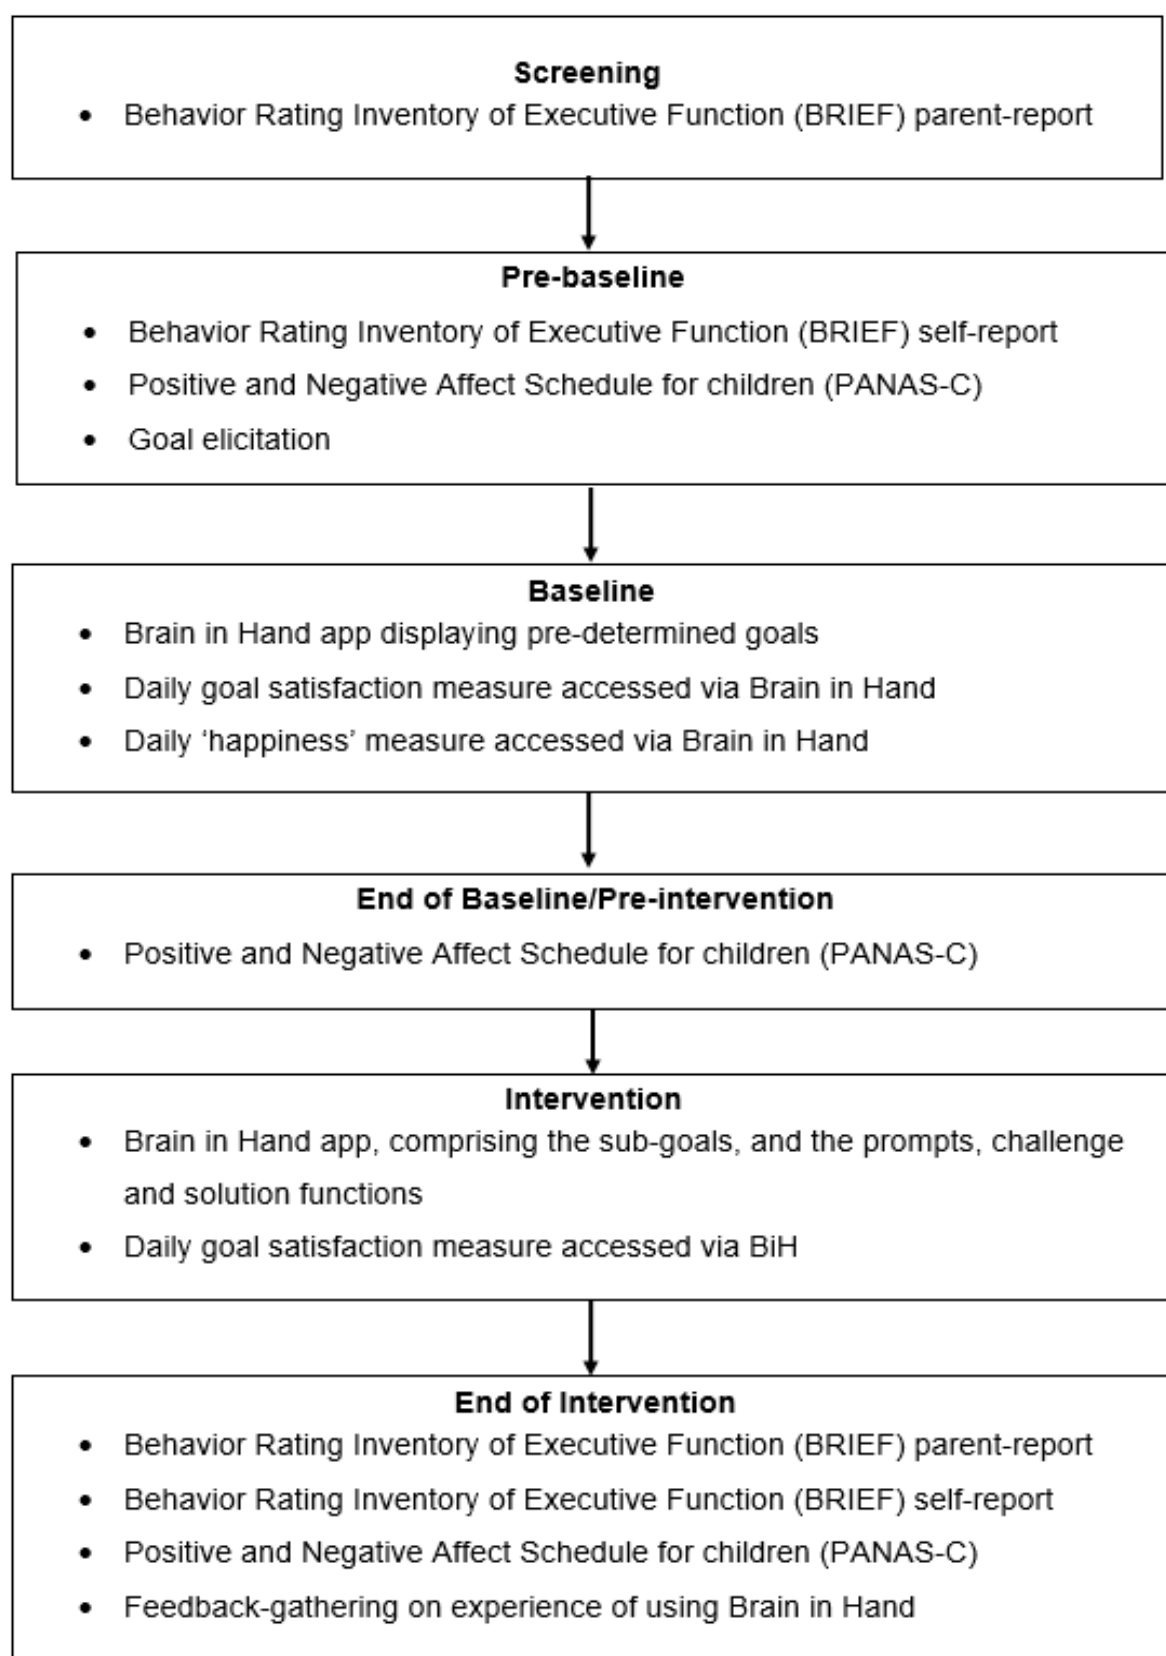 Screening
• Behavior Rating Inventory of Executive Function (BRIEF) parent-report
Pre-baseline
• Behavior Rating Inventory of Executive Function (BRIEF) self-report
• Positive and Negative Affect Schedule for children (PANAS-C)
• Goal elicitation
Baseline
• Brain in Hand app displaying pre-determined goals
• Daily goal satisfaction measure accessed via Brain in Hand
• Daily ‘happiness’ measure accessed via Brain in Hand
End of Baseline/Pre-intervention
• Positive and Negative Affect Schedule for children (PANAS-C)
Intervention
• Brain in Hand app, comprising the sub-goals, and the prompts, challenge
and solution functions
• Daily goal satisfaction measure accessed via BiH
End of Intervention
• Behavior Rating Inventory of Executive Function (BRIEF) parent-report
• Behavior Rating Inventory of Executive Function (BRIEF) self-report
• Positive and Negative Affect Schedule for children (PANAS-C)
• Feedback-gathering on experience of using Brain in Hand